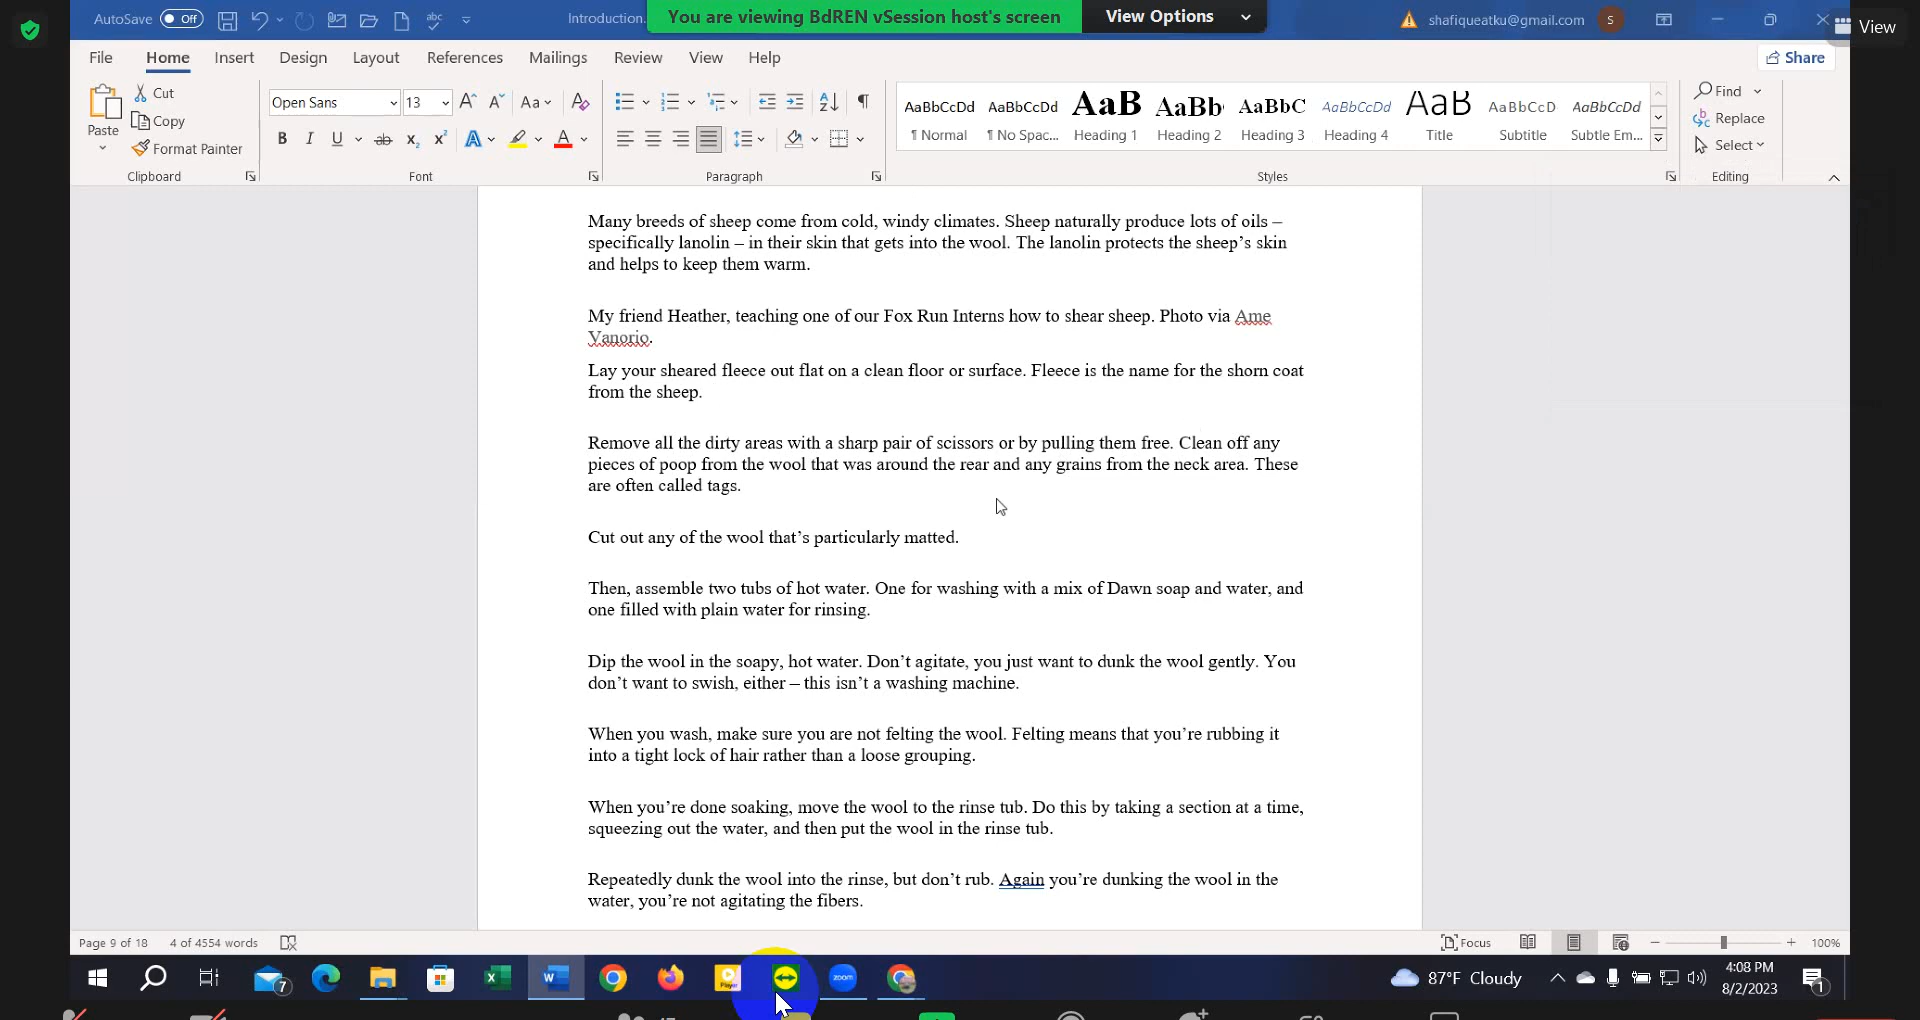 AutoSave Off
Introduction.
You are viewing BdREN vSession host's screen View Options
shafiqueatku@gmail.com S
View
File Home Insert Design Layout References Mailings Review View Help Share
Paste
Cut
Copy
Format Painter
Clipboard
Open Sans 13
Aa
Font
Paragraph
AaBbCcDd AaBbCcDd AaB AaBb AaBbC AaBbCcDd AaB AaBbCcD AaBbCcDd
¶ Normal ¶ No Spac... Heading 1 Heading 2 Heading 3 Heading 4 Title Subtitle Subtle Em...
Styles
Find
Replace
Select
Editing
Many breeds of sheep come from cold, windy climates. Sheep naturally produce lots of oils –
specifically lanolin – in their skin that gets into the wool. The lanolin protects the sheep’s skin
and helps to keep them warm.
My friend Heather, teaching one of our Fox Run Interns how to shear sheep. Photo via Ame
Vanorio.
Lay your sheared fleece out flat on a clean floor or surface. Fleece is the name for the shorn coat
from the sheep.
Remove all the dirty areas with a sharp pair of scissors or by pulling them free. Clean off any
pieces of poop from the wool that was around the rear and any grains from the neck area. These
are often called tags.
Cut out any of the wool that’s particularly matted.
Then, assemble two tubs of hot water. One for washing with a mix of Dawn soap and water, and
one filled with plain water for rinsing.
Dip the wool in the soapy, hot water. Don’t agitate, you just want to dunk the wool gently. You
don’t want to swish, either – this isn’t a washing machine.
When you wash, make sure you are not felting the wool. Felting means that you’re rubbing it
into a tight lock of hair rather than a loose grouping.
When you’re done soaking, move the wool to the rinse tub. Do this by taking a section at a time,
squeezing out the water, and then put the wool in the rinse tub.
Repeatedly dunk the wool into the rinse, but don’t rub. Again you’re dunking the wool in the
water, you’re not agitating the fibers.
Page 9 of 18 4 of 4554 words
Focus 100%
7
Player
zoom
87°F Cloudy
4:08 PM
8/2/2023
1